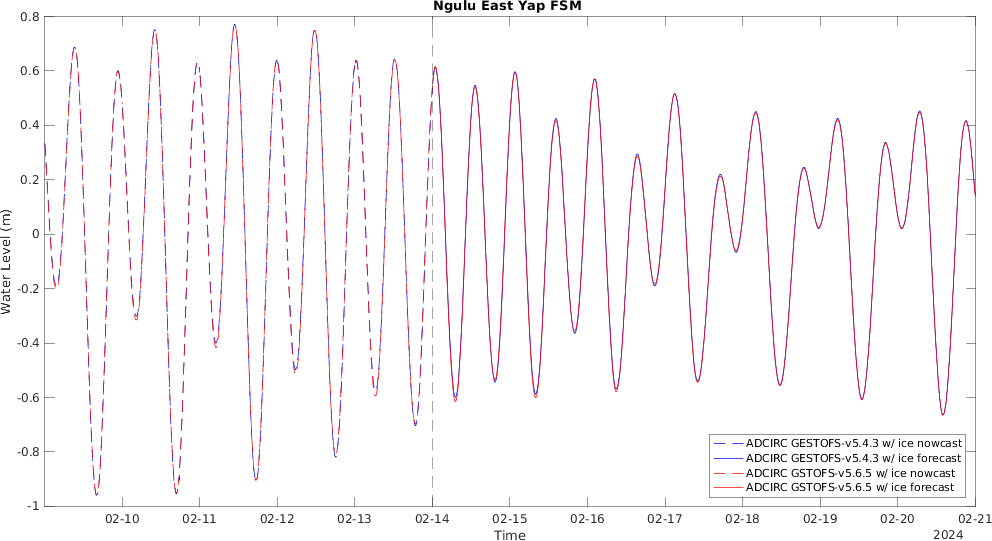 Ngulu East Yap FSM
0.8
0.6
0.4
0.2
0
-0.2
-0.4
-0.6
-0.8
-1
Water Level (m)
ADCIRC GESTOFS-v5.4.3 w/ ice nowcast
ADCIRC GESTOFS-v5.4.3 w/ ice forecast
ADCIRC GSTOFS-v5.6.5 w/ ice nowcast
ADCIRC GSTOFS-v5.6.5 w/ ice forecast
02-10 02-11 02-12 02-13 02-14 02-15 02-16 02-17 02-18 02-19 02-20 02-21
Time
2024